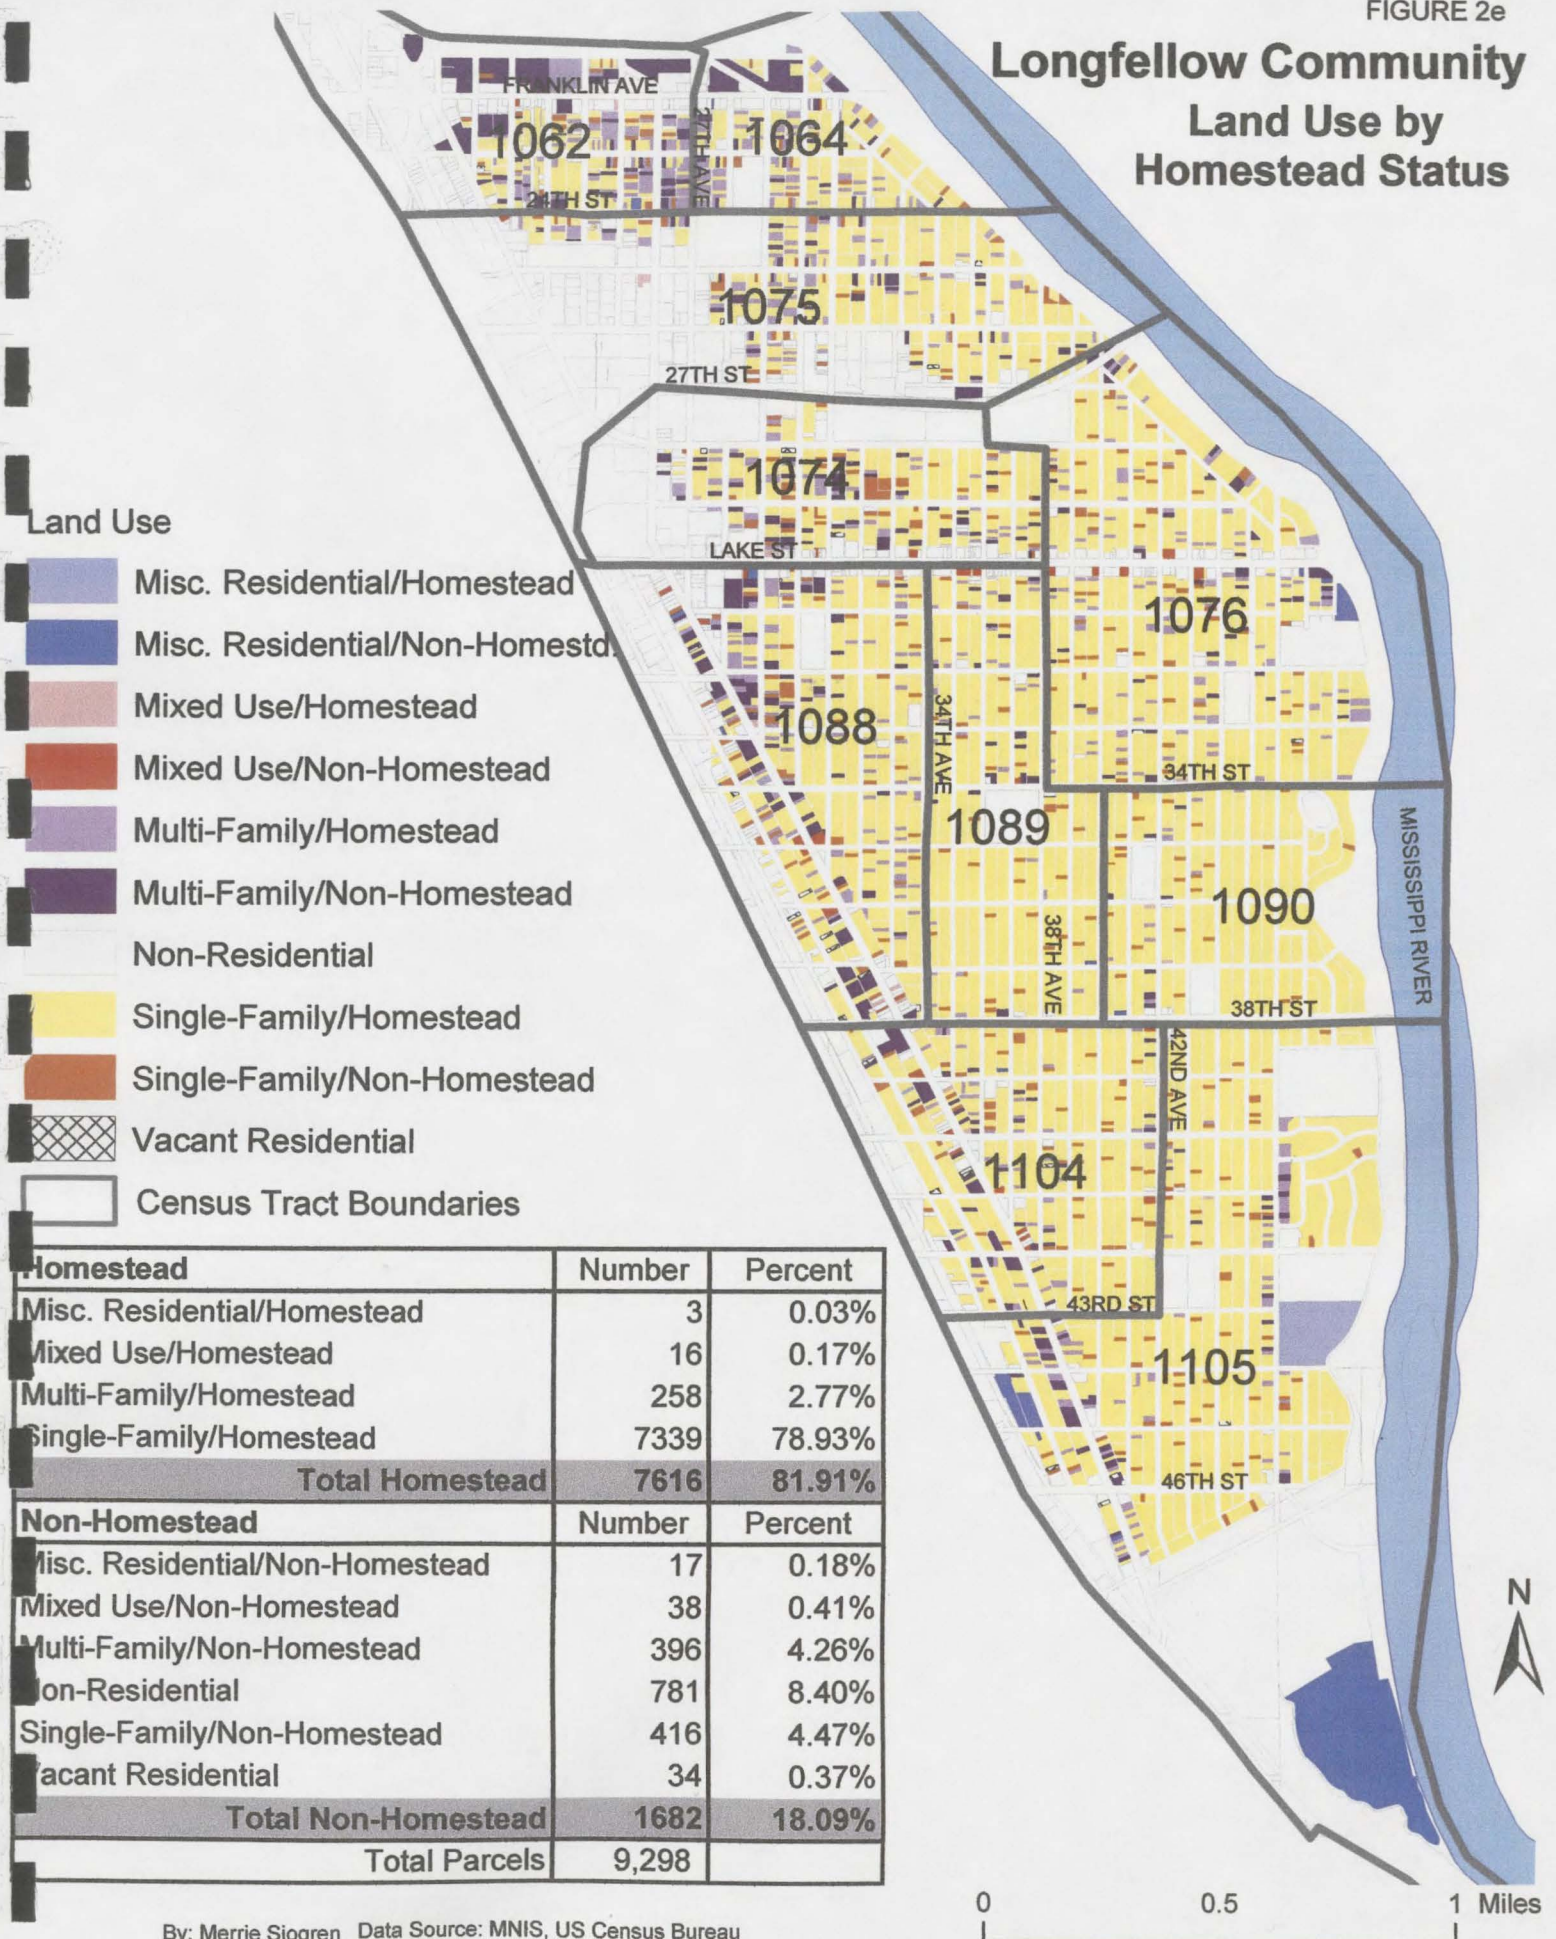 FIGURE 2e
Longfellow Community
Land Use by
Homestead Status
FRANKLIN AVE
1062
27TH AVE
1064
24TH ST
1075
27TH ST
1074
LAKE ST
1076
1088
34TH AVE.
34TH ST
1089
MISSISSIPPI RIVER
1090
38TH AVE
38TH ST
42ND AVE
1104
43RD ST
1105
46TH ST
Land Use
Misc. Residential/Homestead
Misc. Residential/Non-Homestd.
Mixed Use/Homestead
Mixed Use/Non-Homestead
Multi-Family/Homestead
Multi-Family/Non-Homestead
Non-Residential
Single-Family/Homestead
Single-Family/Non-Homestead
Vacant Residential
Census Tract Boundaries
Homestead Number Percent
Misc. Residential/Homestead 3 0.03%
Mixed Use/Homestead 16 0.17%
Multi-Family/Homestead 258 2.77%
Single-Family/Homestead 7339 78.93%
Total Homestead 7616 81.91%
Non-Homestead Number Percent
Misc. Residential/Non-Homestead 17 0.18%
Mixed Use/Non-Homestead 38 0.41%
Multi-Family/Non-Homestead 396 4.26%
Non-Residential 781 8.40%
Single-Family/Non-Homestead 416 4.47%
Vacant Residential 34 0.37%
Total Non-Homestead 1682 18.09%
Total Parcels 9,298
N
0 0.5 1 Miles
By: Merrie Sjogren Data Source: MNIS, US Census Bureau